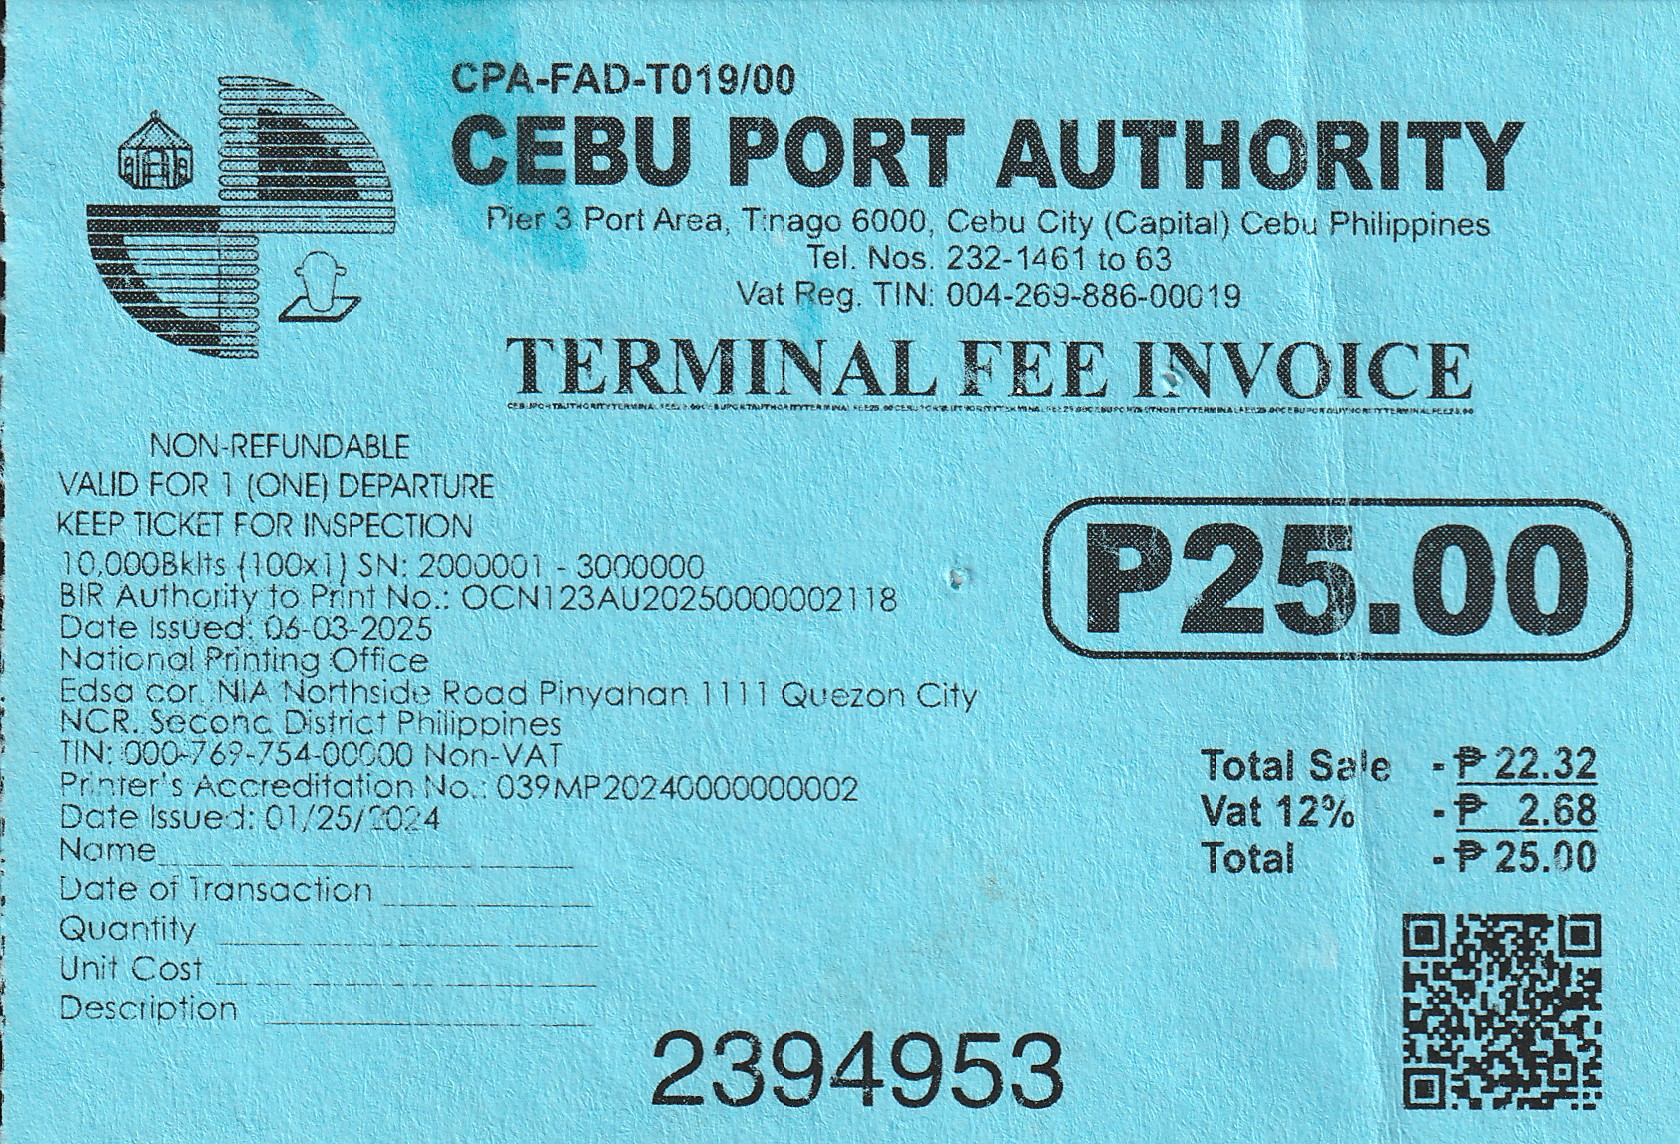 CPA-FAD-T019/00
CEBU PORT AUTHORITY
Pier 3 Port Area, Tinago 6000, Cebu City (Capital) Cebu Philippines
Tel. Nos. 232-1461 to 63
Vat Reg. TIN: 004-269-886-00019
TERMINAL FEE INVOICE
NON-REFUNDABLE
VALID FOR 1 (ONE) DEPARTURE
KEEP TICKET FOR INSPECTION
10,000Bklts (100x1) SN: 2000001 - 3000000
BIR Authority to Print No.: OCN123AU20250000002118
Date Issued: 06-03-2025
National Printing Office
Edsa cor. NIA Northside Road Pinyahan 1111 Quezon City
NCR. Second District Philippines
TIN: 000-769-754-00000 Non-VAT
Printer's Accreditation No.: 039MP20240000000002
Date Issued: 01/25/2024
Name
Date of Transaction
Quantity
Unit Cost
Description
P25.00
Total Sale - ₱ 22.32
Vat 12% - ₱ 2.68
Total - ₱ 25.00
2394953